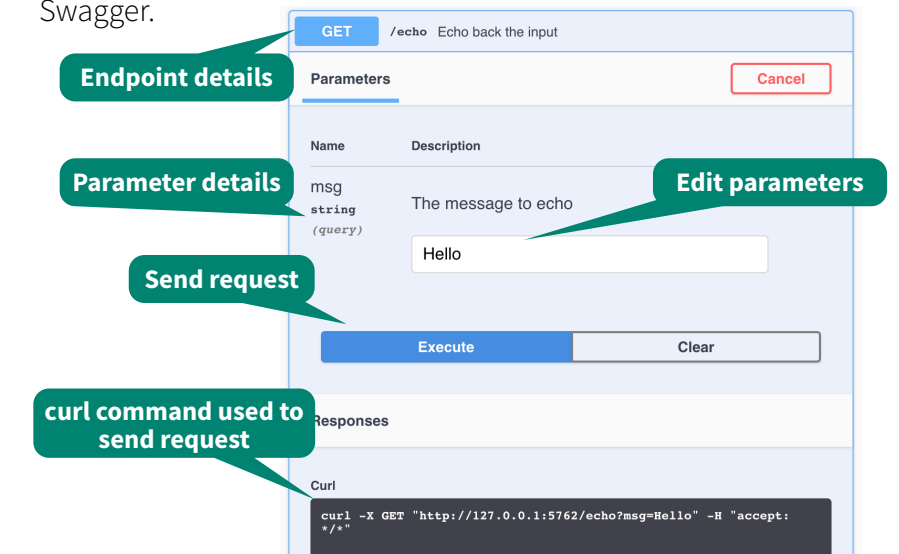 Swagger.
GET /echo Echo back the input
Endpoint details
Parameters
Cancel
Name Description
Parameter details
msg
string
(query)
The message to echo
Edit parameters
Hello
Send request
Execute
Clear
curl command used to
send request
Responses
Curl
curl -X GET "http://127.0.0.1:5762/echo?msg=Hello" -H "accept:
*/*"